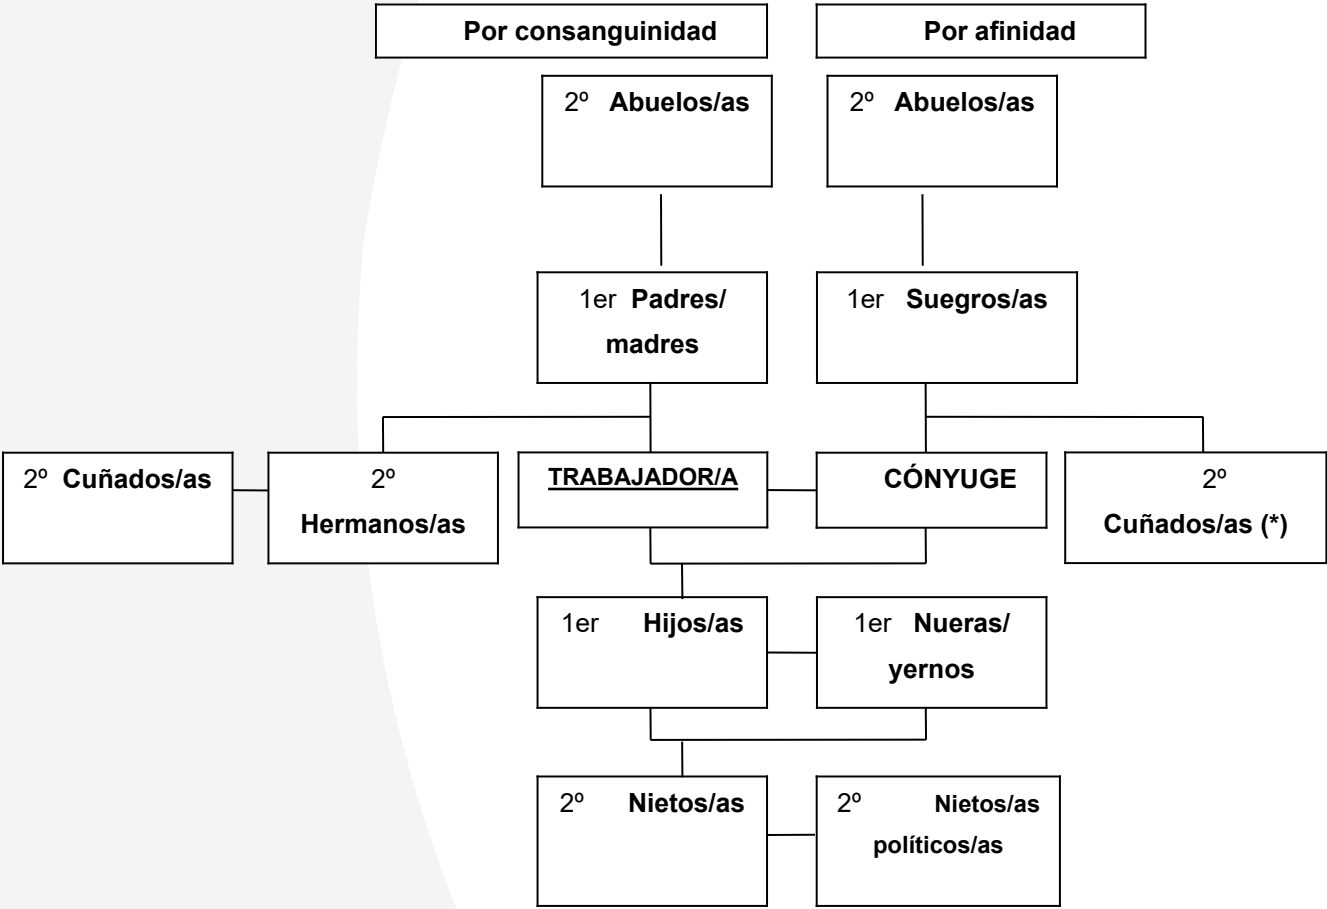 Por consanguinidad
Por afinidad
2º Abuelos/as
2º Abuelos/as
1er Padres/
madres
1er Suegros/as
2º Cuñados/as
2º
Hermanos/as
TRABAJADOR/A
CÓNYUGE
2º
Cuñados/as (*)
1er Hijos/as
1er Nueras/
yernos
2º Nietos/as
2º Nietos/as
políticos/as